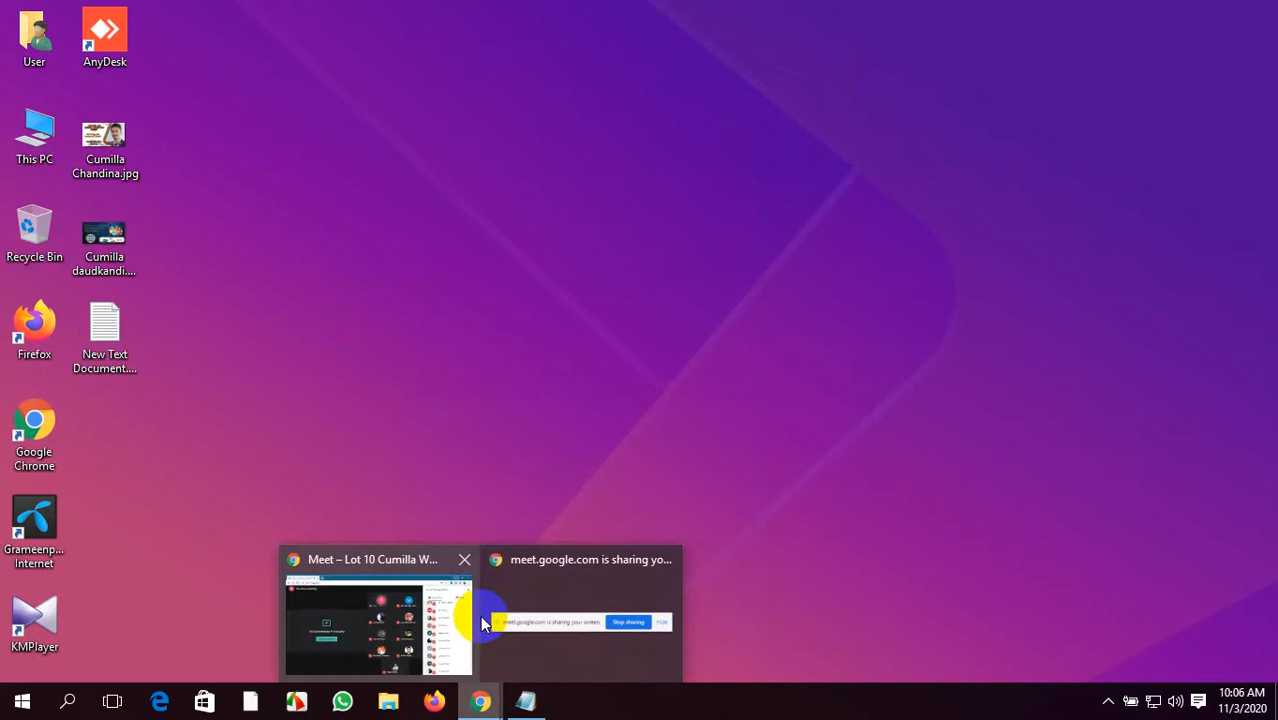 User
AnyDesk
This PC
Cumilla
Chandina.jpg
Recycle Bin
Cumilla
daudkandi....
Firefox
New Text
Document....
Google
Chrome
Grameenp...
Internet
KMPlayer
Meet – Lot 10 Cumilla W...
meet.google.com is sharing yo...
meet.google.com is sharing your screen.
Stop sharing
Hide
10:06 AM
11/3/2020